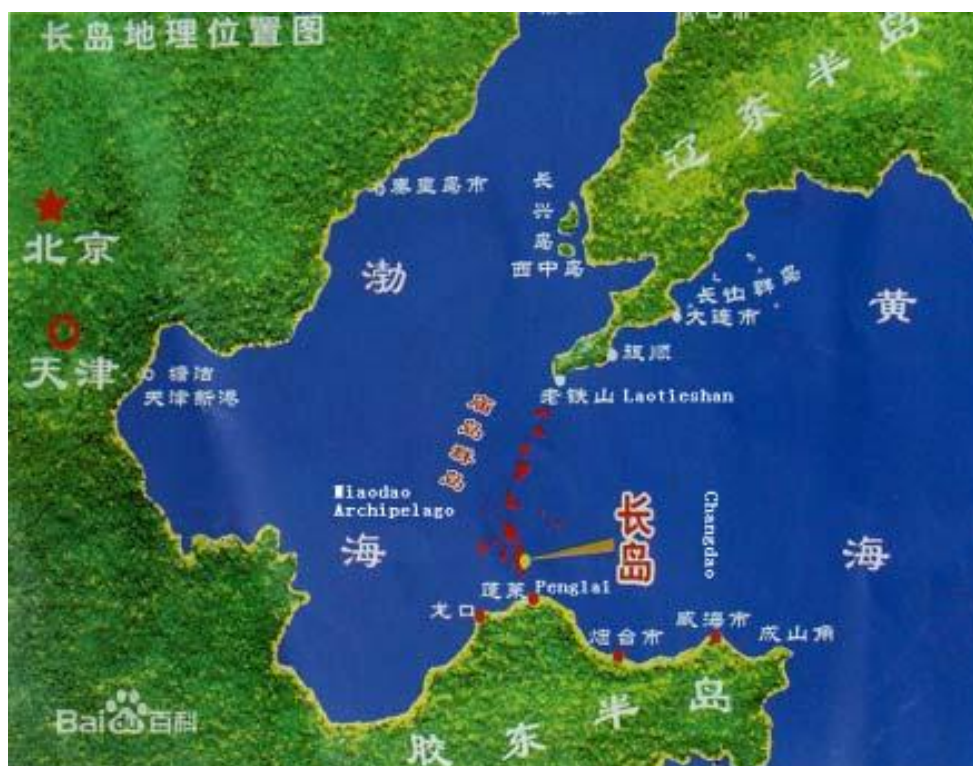 长岛地理位置图
辽东半岛
秦皇岛市
长兴岛
西中岛
北京
渤海
长山群岛
黄海
大连市
天津
旅顺
塘沽
天津新港
老铁山 Laotieshan
庙岛群岛
Miaodao
Archipelago
长岛
Changdao
蓬莱 Penglai
龙口
烟台市
威海市
成山角
胶东半岛
Baidu百科